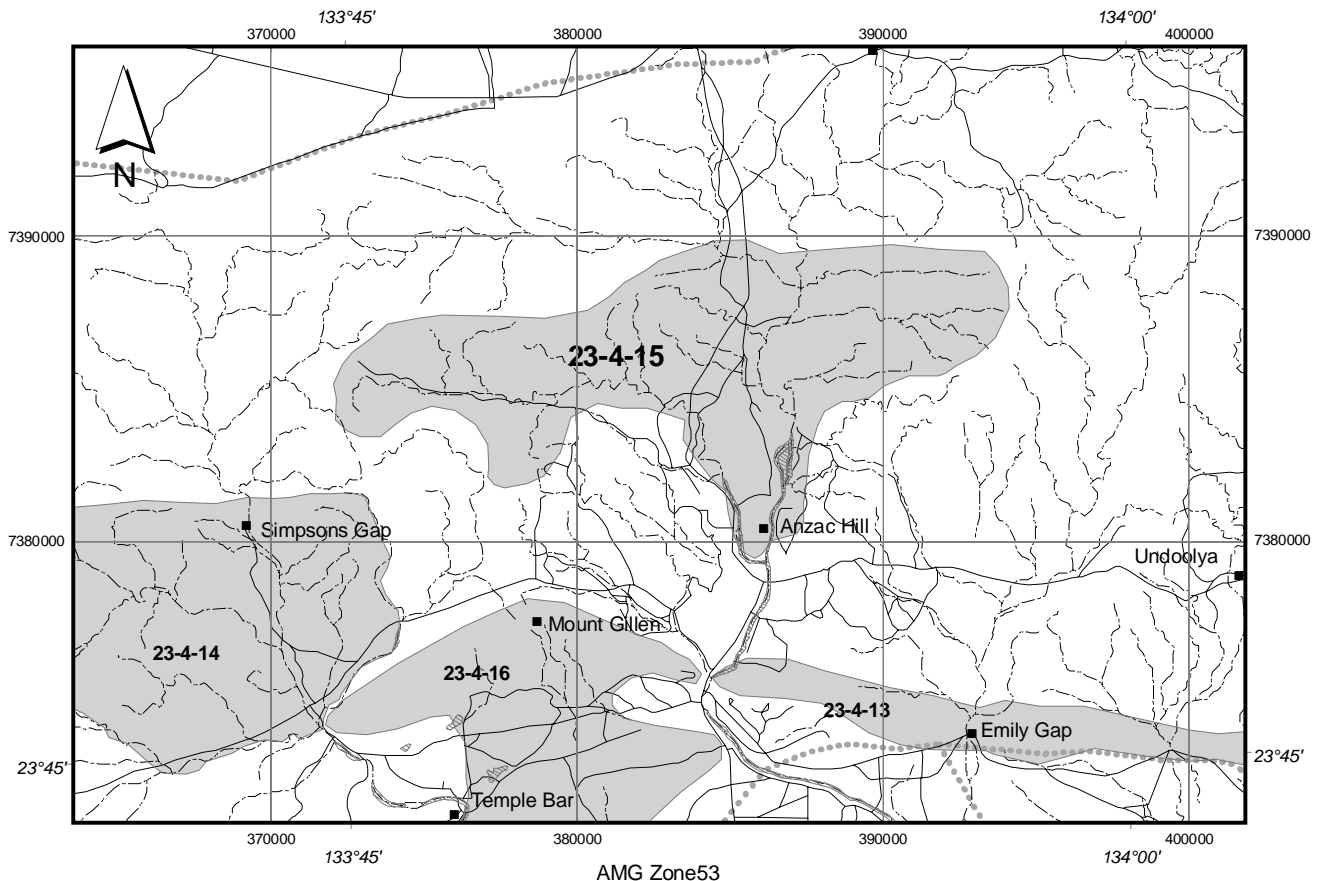 133°45'
134°00'
370000
380000
390000
400000
N
7390000
7390000
23-4-15
Simpsons Gap
Anzac Hill
7380000
7380000
Undoolya
Mount Gillen
23-4-14
23-4-16
23-4-13
Emily Gap
23°45'
23°45'
Temple Bar
370000
380000
390000
400000
133°45'
134°00'
AMG Zone53